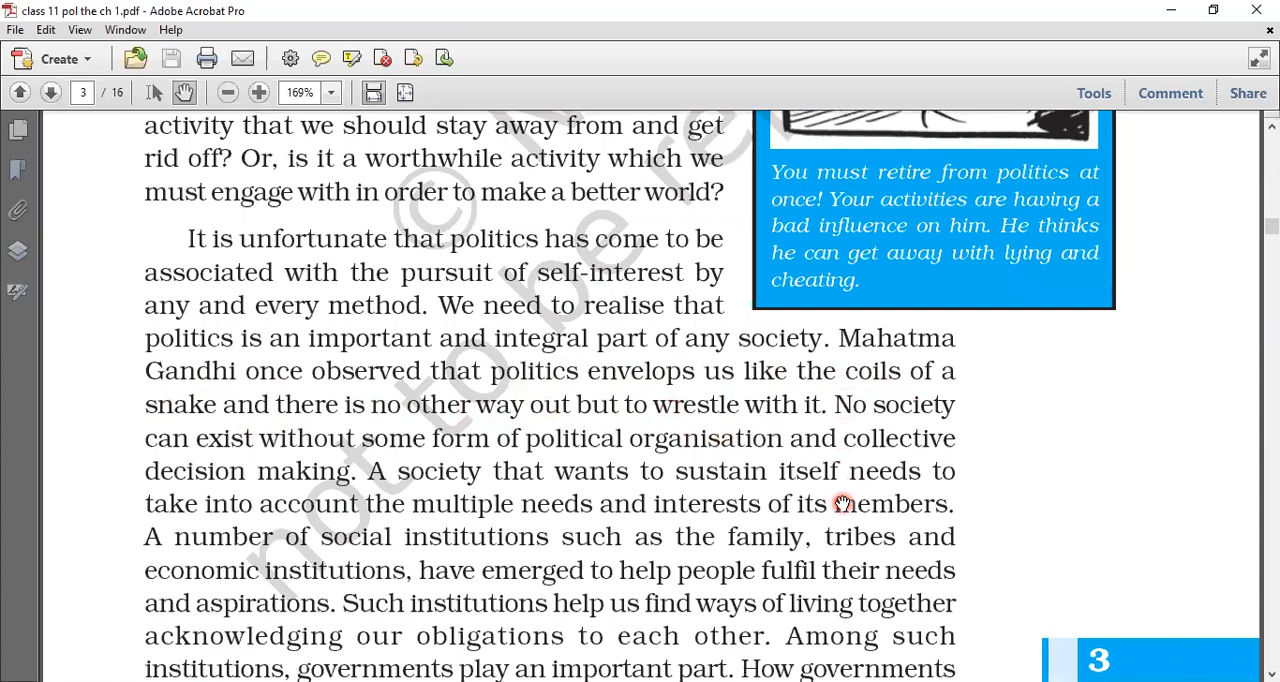 class 11 pol the ch 1.pdf - Adobe Acrobat Pro
File Edit View Window Help
Create
3 / 16 169% Tools Comment Share
activity that we should stay away from and get
rid off? Or, is it a worthwhile activity which we
must engage with in order to make a better world?
It is unfortunate that politics has come to be
associated with the pursuit of self-interest by
any and every method. We need to realise that
politics is an important and integral part of any society. Mahatma
Gandhi once observed that politics envelops us like the coils of a
snake and there is no other way out but to wrestle with it. No society
can exist without some form of political organisation and collective
decision making. A society that wants to sustain itself needs to
take into account the multiple needs and interests of its members.
A number of social institutions such as the family, tribes and
economic institutions, have emerged to help people fulfil their needs
and aspirations. Such institutions help us find ways of living together
acknowledging our obligations to each other. Among such
institutions, governments play an important part. How governments
You must retire from politics at
once! Your activities are having a
bad influence on him. He thinks
he can get away with lying and
cheating.
3
© N
not to be re